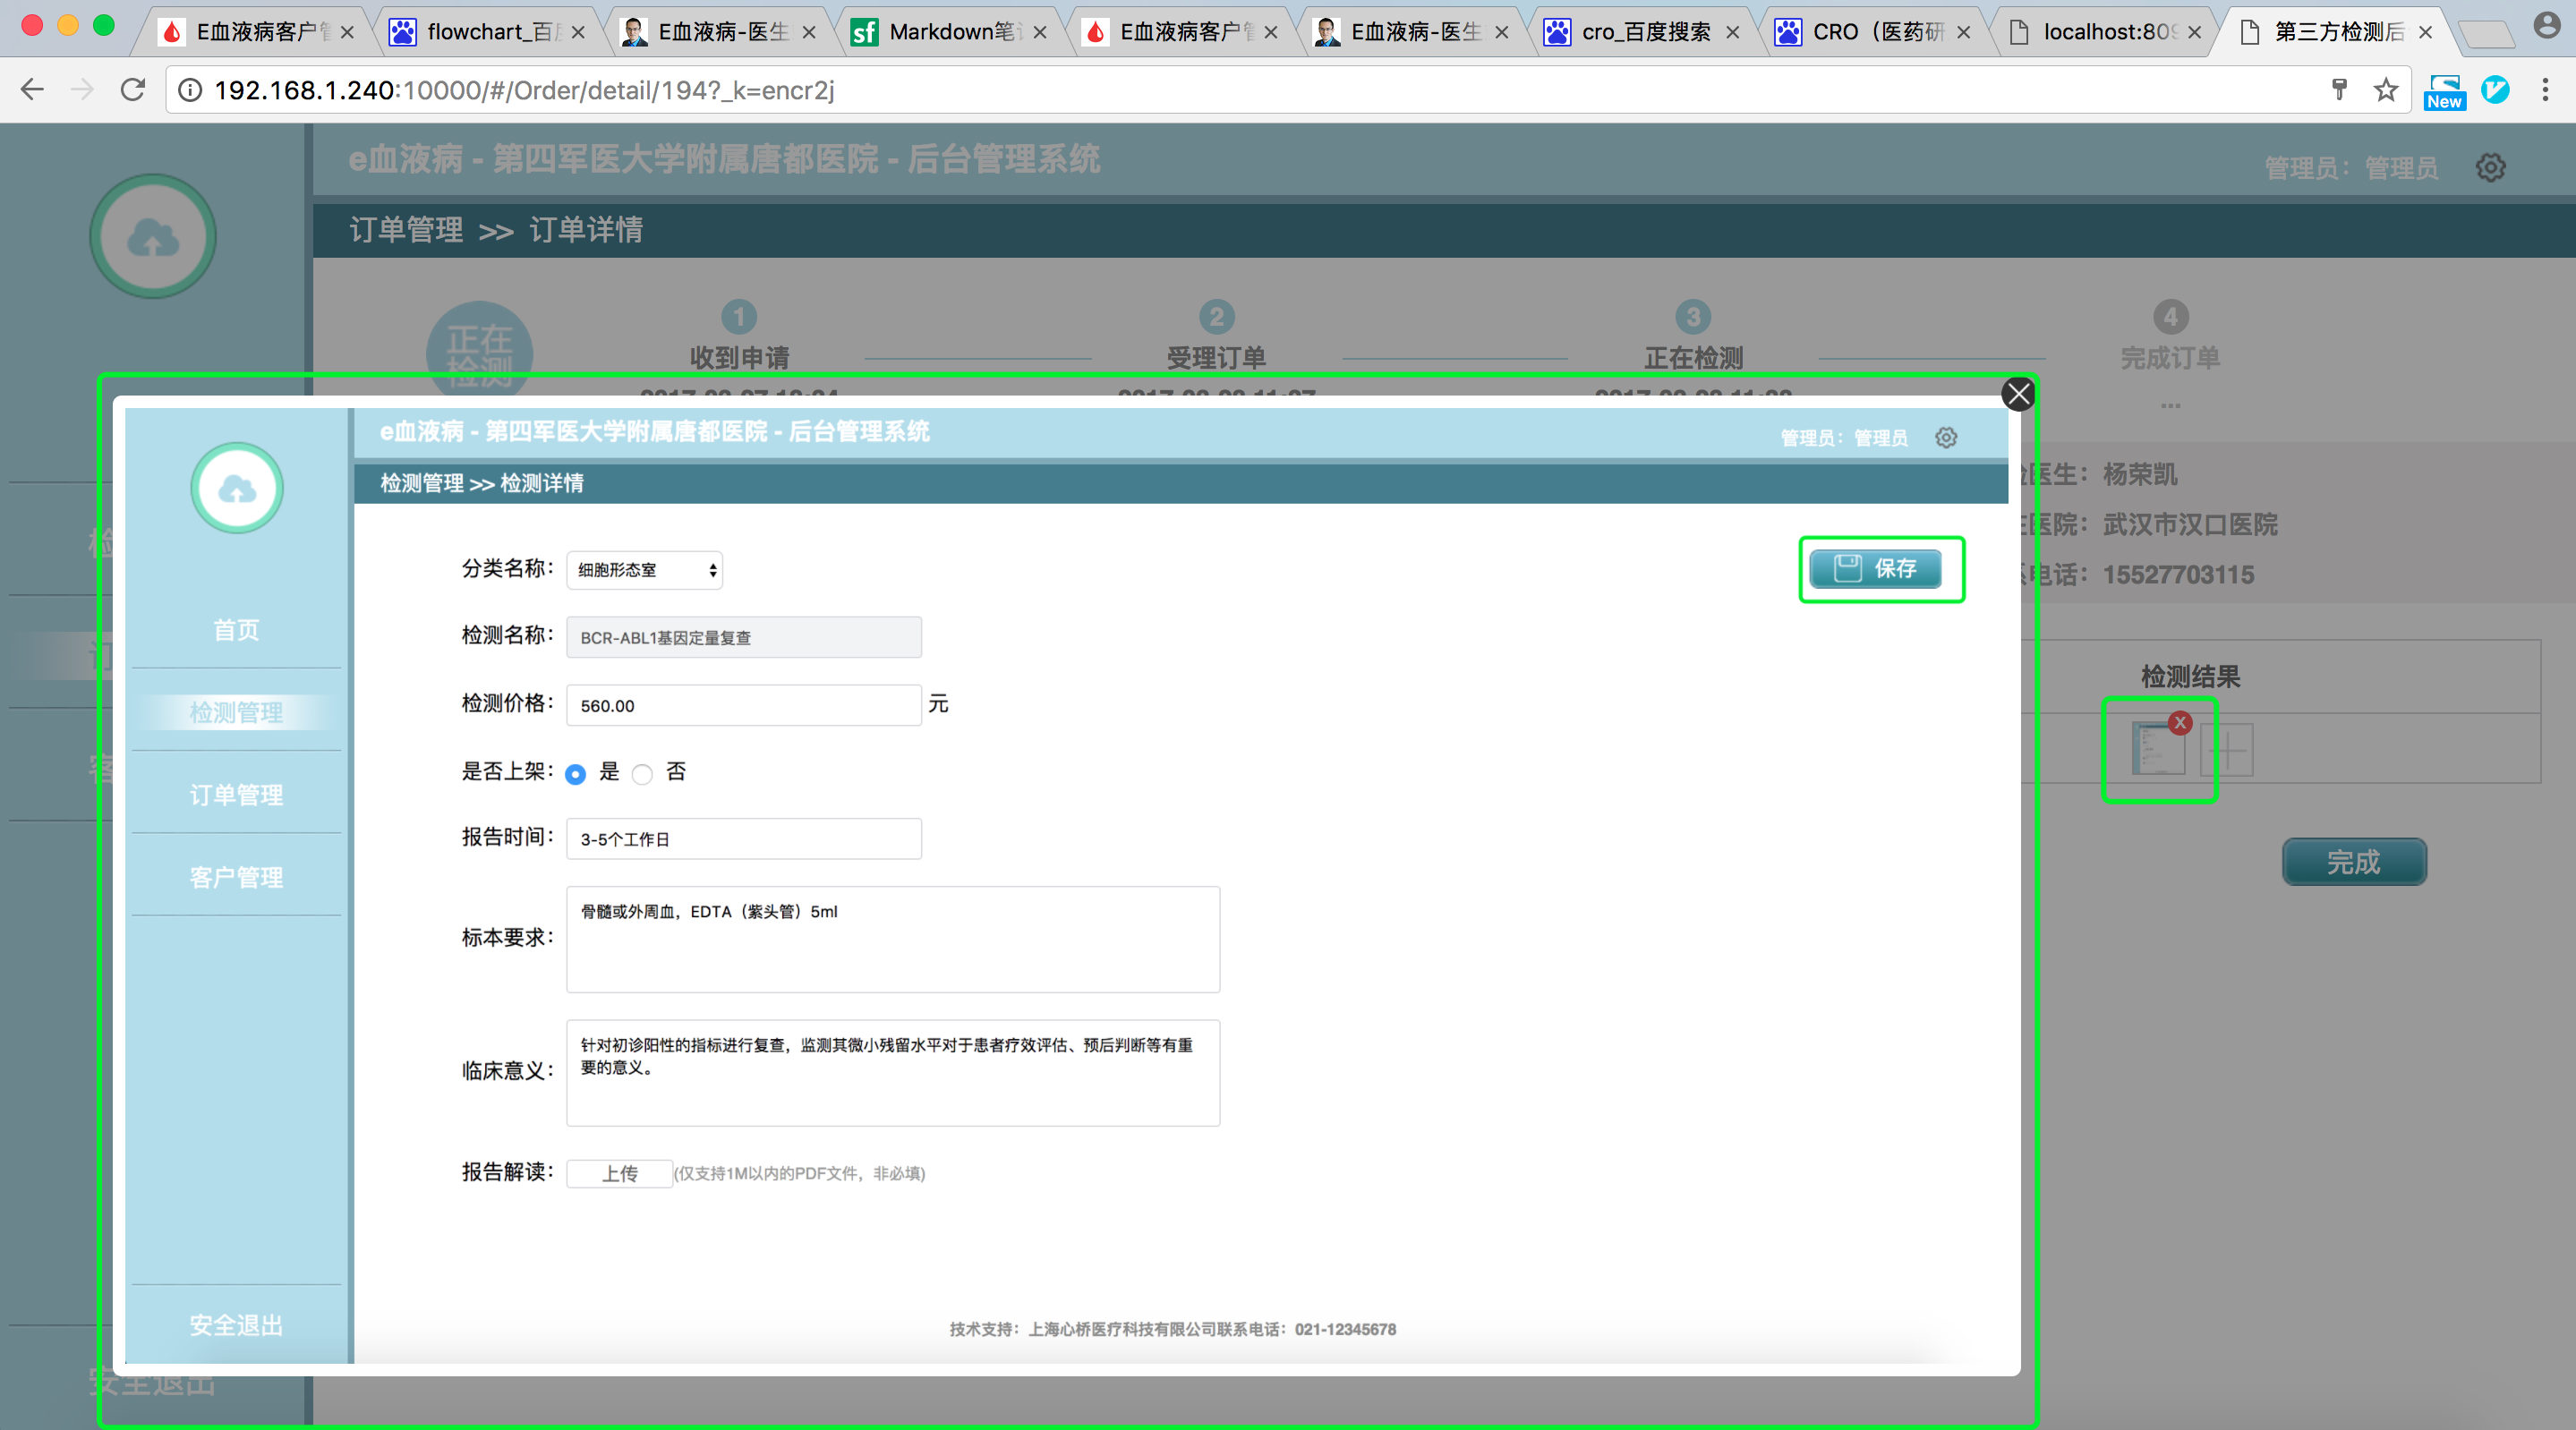 E血液病客户管
flowchart_百度
E血液病-医生
Markdown笔记
E血液病客户管
E血液病-医生
cro_百度搜索
CRO（医药研
localhost:809
第三方检测后
192.168.1.240:10000/#/Order/detail/194?_k=encr2j
New
e血液病 - 第四军医大学附属唐都医院 - 后台管理系统
管理员：管理员
订单管理 >> 订单详情
正在
检测
1
2
3
4
收到申请
受理订单
正在检测
完成订单
...
医生：杨荣凯
医院：武汉市汉口医院
电话：15527703115
检测结果
x
完成
安全退出
e血液病 - 第四军医大学附属唐都医院 - 后台管理系统
管理员：管理员
检测管理 >> 检测详情
首页
检测管理
订单管理
客户管理
安全退出
保存
分类名称：细胞形态室
检测名称：BCR-ABL1基因定量复查
检测价格：560.00 元
是否上架：是 否
报告时间：3-5个工作日
标本要求：骨髓或外周血，EDTA（紫头管）5ml
临床意义：针对初诊阳性的指标进行复查，监测其微小残留水平对于患者疗效评估、预后判断等有重
要的意义。
报告解读：上传(仅支持1M以内的PDF文件，非必填)
技术支持：上海心桥医疗科技有限公司联系电话：021-12345678